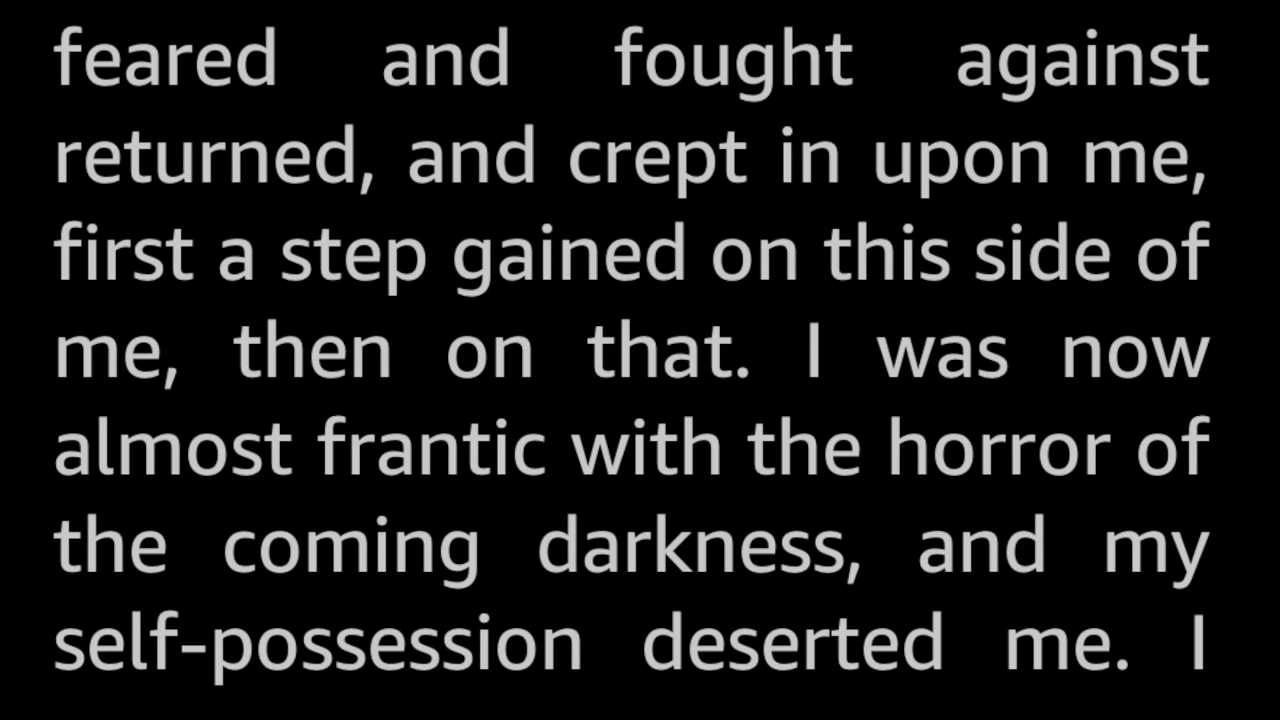 feared and fought against
returned, and crept in upon me,
first a step gained on this side of
me, then on that. I was now
almost frantic with the horror of
the coming darkness, and my
self-possession deserted me. I